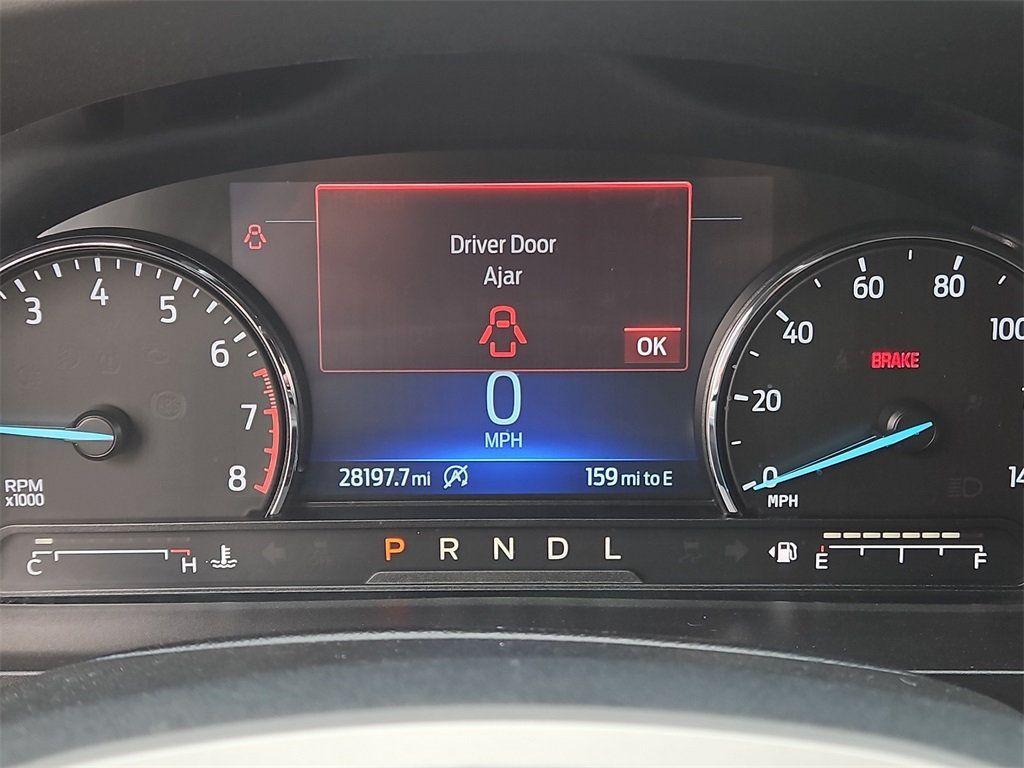 Driver Door
Ajar
OK
0
MPH
28197.7 mi
159 mi to E
3
4
5
6
7
8
RPM
x1000
0
20
40
60
80
100
14
MPH
BRAKE
C
H
P R N D L
E
F